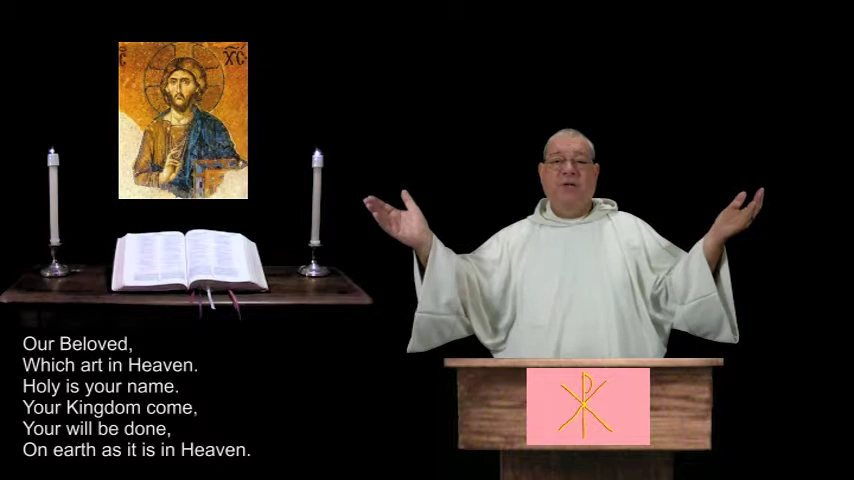 XC
Our Beloved,
Which art in Heaven.
Holy is your name.
Your Kingdom come,
Your will be done,
On earth as it is in Heaven.